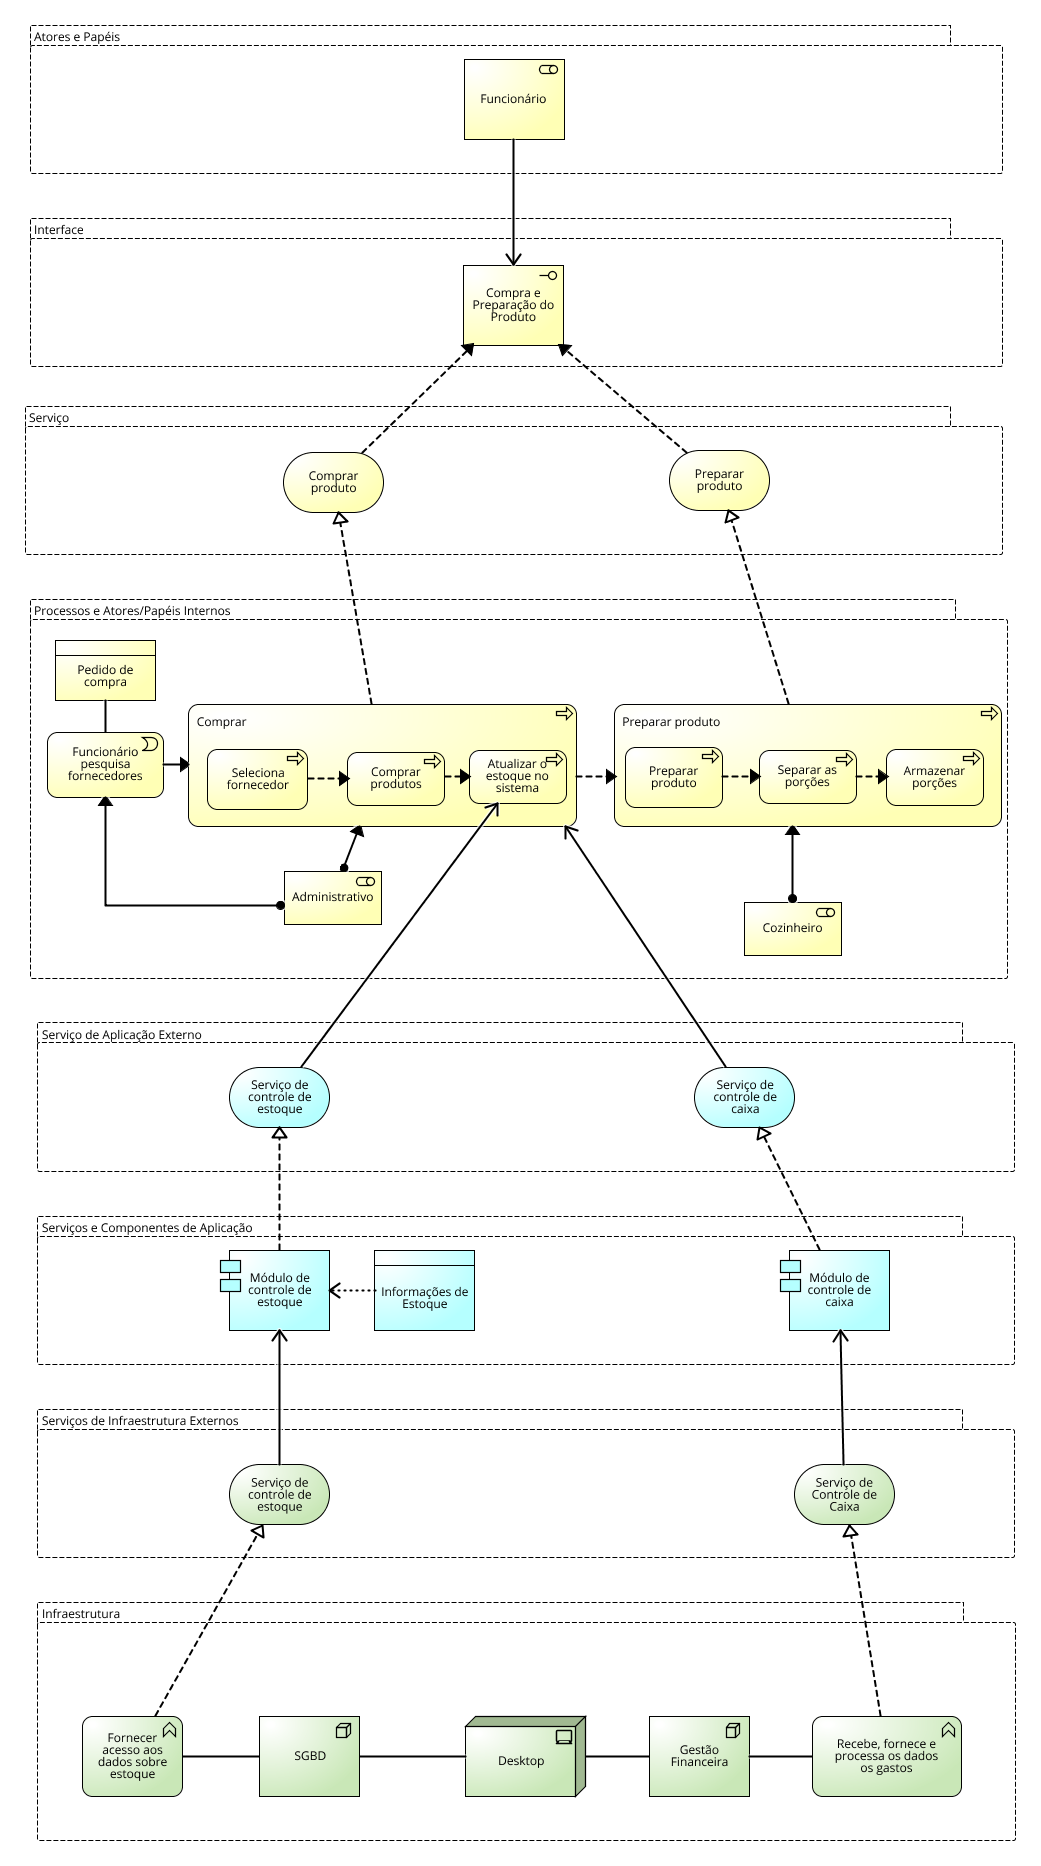 Atores e Papéis
Funcionário
Interface
Compra e
Preparação do
Produto
Serviço
Comprar
produto
Preparar
produto
Processos e Atores/Papéis Internos
Pedido de
compra
Funcionário
pesquisa
fornecedores
Comprar
Seleciona
fornecedor
Comprar
produtos
Atualizar o
estoque no
sistema
Preparar produto
Preparar
produto
Separar as
porções
Armazenar
porções
Administrativo
Cozinheiro
Serviço de Aplicação Externo
Serviço de
controle de
estoque
Serviço de
controle de
caixa
Serviços e Componentes de Aplicação
Módulo de
controle de
estoque
Informações de
Estoque
Módulo de
controle de
caixa
Serviços de Infraestrutura Externos
Serviço de
controle de
estoque
Serviço de
Controle de
Caixa
Infraestrutura
Fornecer
acesso aos
dados sobre
estoque
SGBD
Desktop
Gestão
Financeira
Recebe, fornece e
processa os dados
os gastos